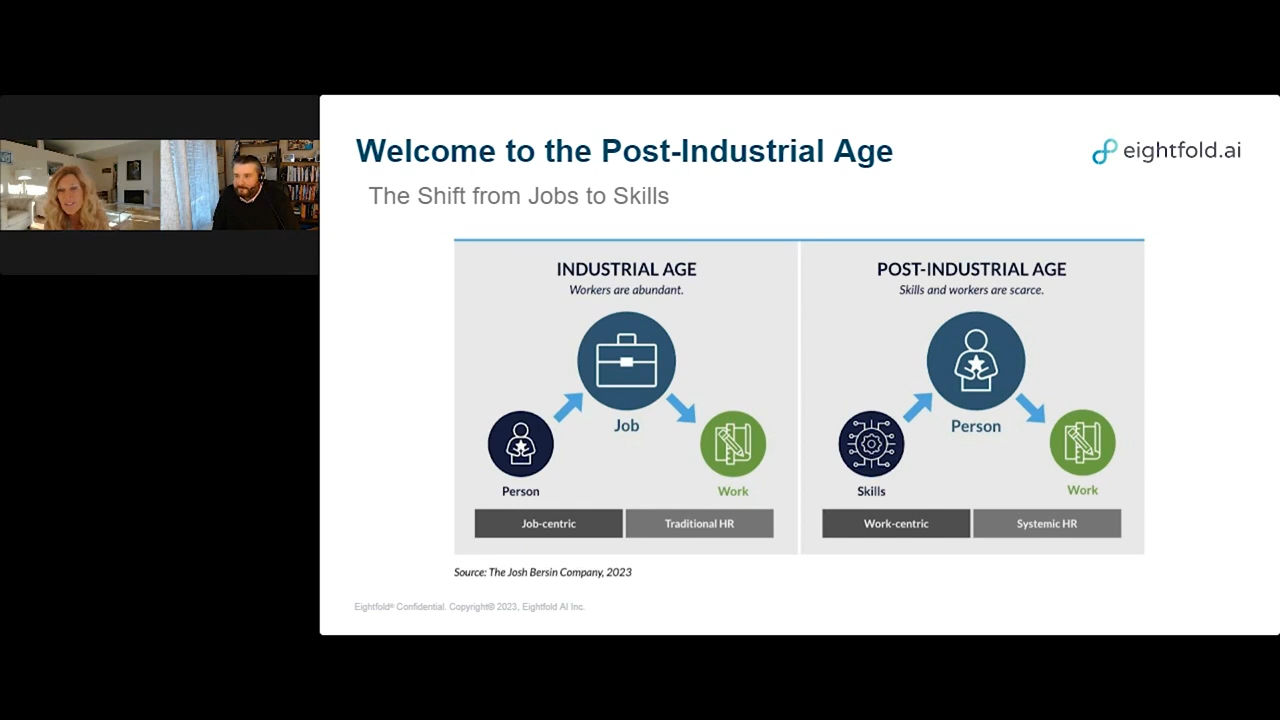 Welcome to the Post-Industrial Age
eightfold.ai
The Shift from Jobs to Skills
INDUSTRIAL AGE
Workers are abundant.
Job
Person
Work
Job-centric
Traditional HR
POST-INDUSTRIAL AGE
Skills and workers are scarce.
Person
Skills
Work
Work-centric
Systemic HR
Source: The Josh Bersin Company, 2023
Eightfold® Confidential. Copyright© 2023, Eightfold AI Inc.